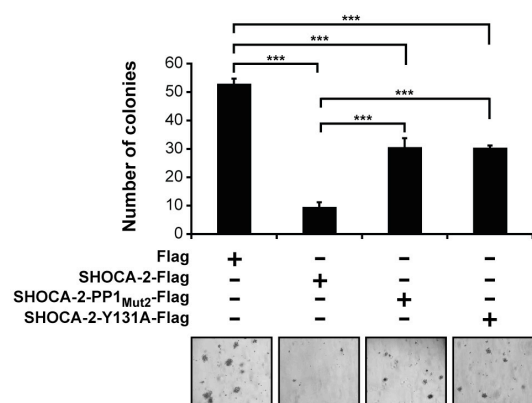 ***
***
***
***
***
Number of colonies
60
50
40
30
20
10
0
Flag + – – –
SHOCA-2-Flag – + – –
SHOCA-2-PP1Mut2-Flag – – + –
SHOCA-2-Y131A-Flag – – – +